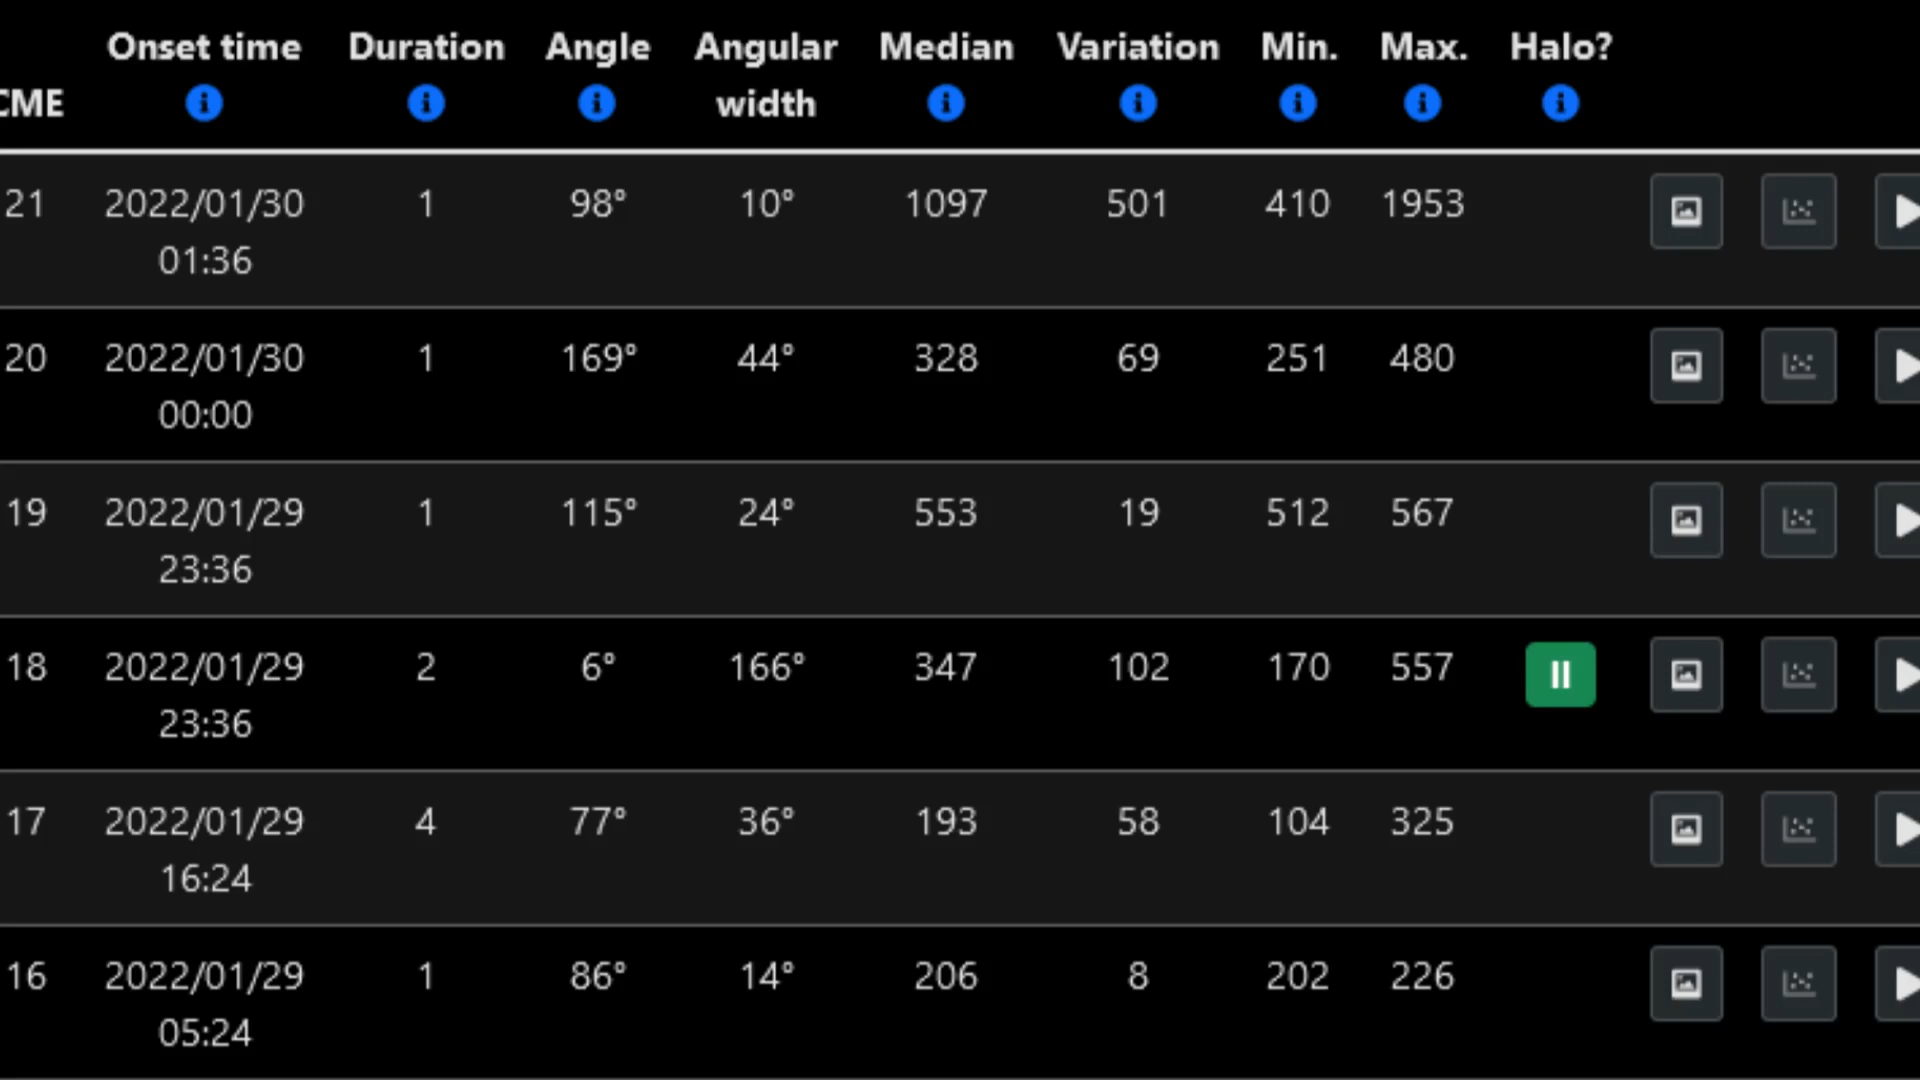 Onset time Duration Angle Angular Median Variation Min. Max. Halo?
CME width
21 2022/01/30 1 98° 10° 1097 501 410 1953
01:36
20 2022/01/30 1 169° 44° 328 69 251 480
00:00
19 2022/01/29 1 115° 24° 553 19 512 567
23:36
18 2022/01/29 2 6° 166° 347 102 170 557 II
23:36
17 2022/01/29 4 77° 36° 193 58 104 325
16:24
16 2022/01/29 1 86° 14° 206 8 202 226
05:24